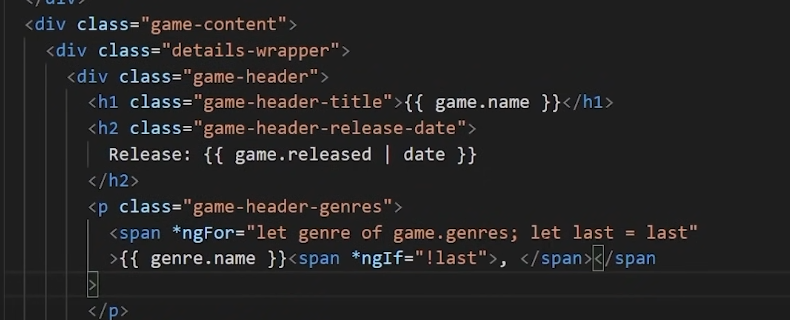 </div>
<div class="game-content">
<div class="details-wrapper">
<div class="game-header">
<h1 class="game-header-title">{{ game.name }}</h1>
<h2 class="game-header-release-date">
Release: {{ game.released | date }}
</h2>
<p class="game-header-genres">
<span *ngFor="let genre of game.genres; let last = last"
>{{ genre.name }}<span *ngIf="!last">, </span></span
>
</p>